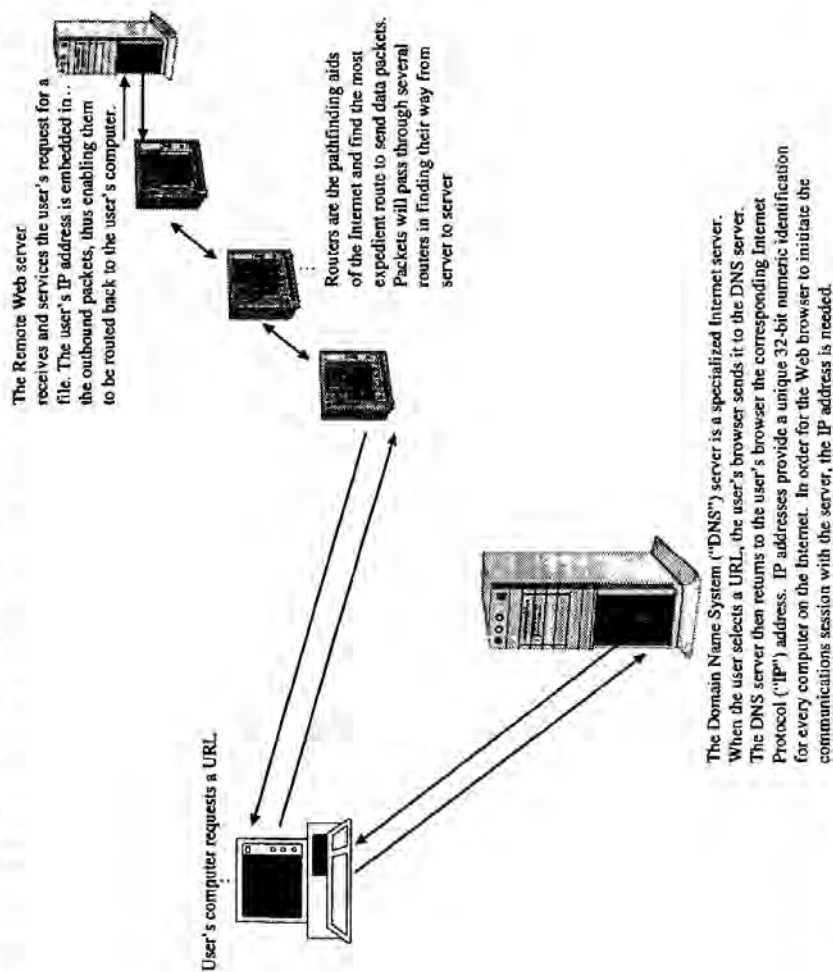 The Remote Web server
receives and services the user's request for a
file. The user's IP address is embedded in
the outbound packets, thus enabling them
to be routed back to the user's computer.
Routers are the pathfinding aids
of the Internet and find the most
expedient route to send data packets.
Packets will pass through several
routers in finding their way from
server to server
User's computer requests a URL
The Domain Name System ("DNS") server is a specialized Internet server.
When the user selects a URL, the user's browser sends it to the DNS server.
The DNS server then returns to the user's browser the corresponding Internet
Protocol ("IP") address. IP addresses provide a unique 32-bit numeric identification
for every computer on the Internet. In order for the Web browser to initiate the
communications session with the server, the IP address is needed.